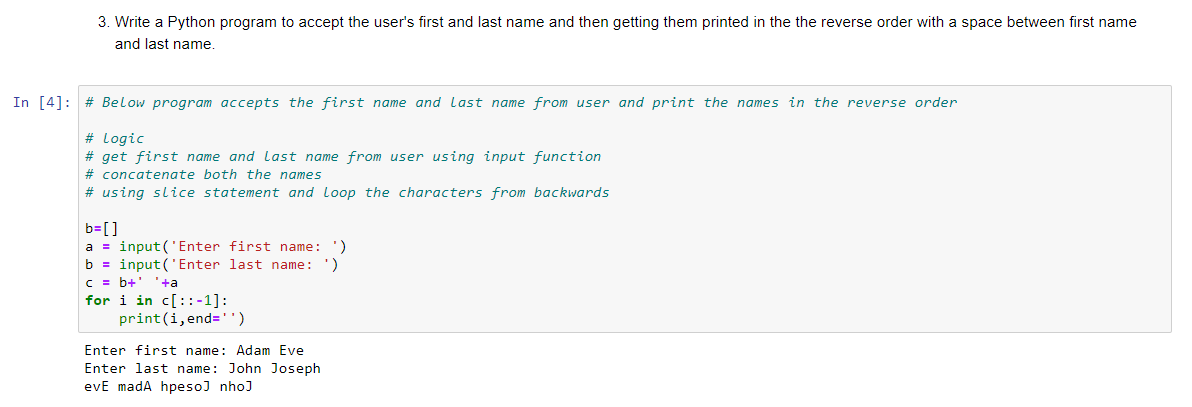 3. Write a Python program to accept the user's first and last name and then getting them printed in the the reverse order with a space between first name
and last name.
In [4]: # Below program accepts the first name and last name from user and print the names in the reverse order
# logic
# get first name and last name from user using input function
# concatenate both the names
# using slice statement and loop the characters from backwards
b=[]
a = input('Enter first name: ')
b = input('Enter last name: ')
c = b+' '+a
for i in c[::-1]:
    print(i,end='')
Enter first name: Adam Eve
Enter last name: John Joseph
evE madA hpesoJ nhoJ